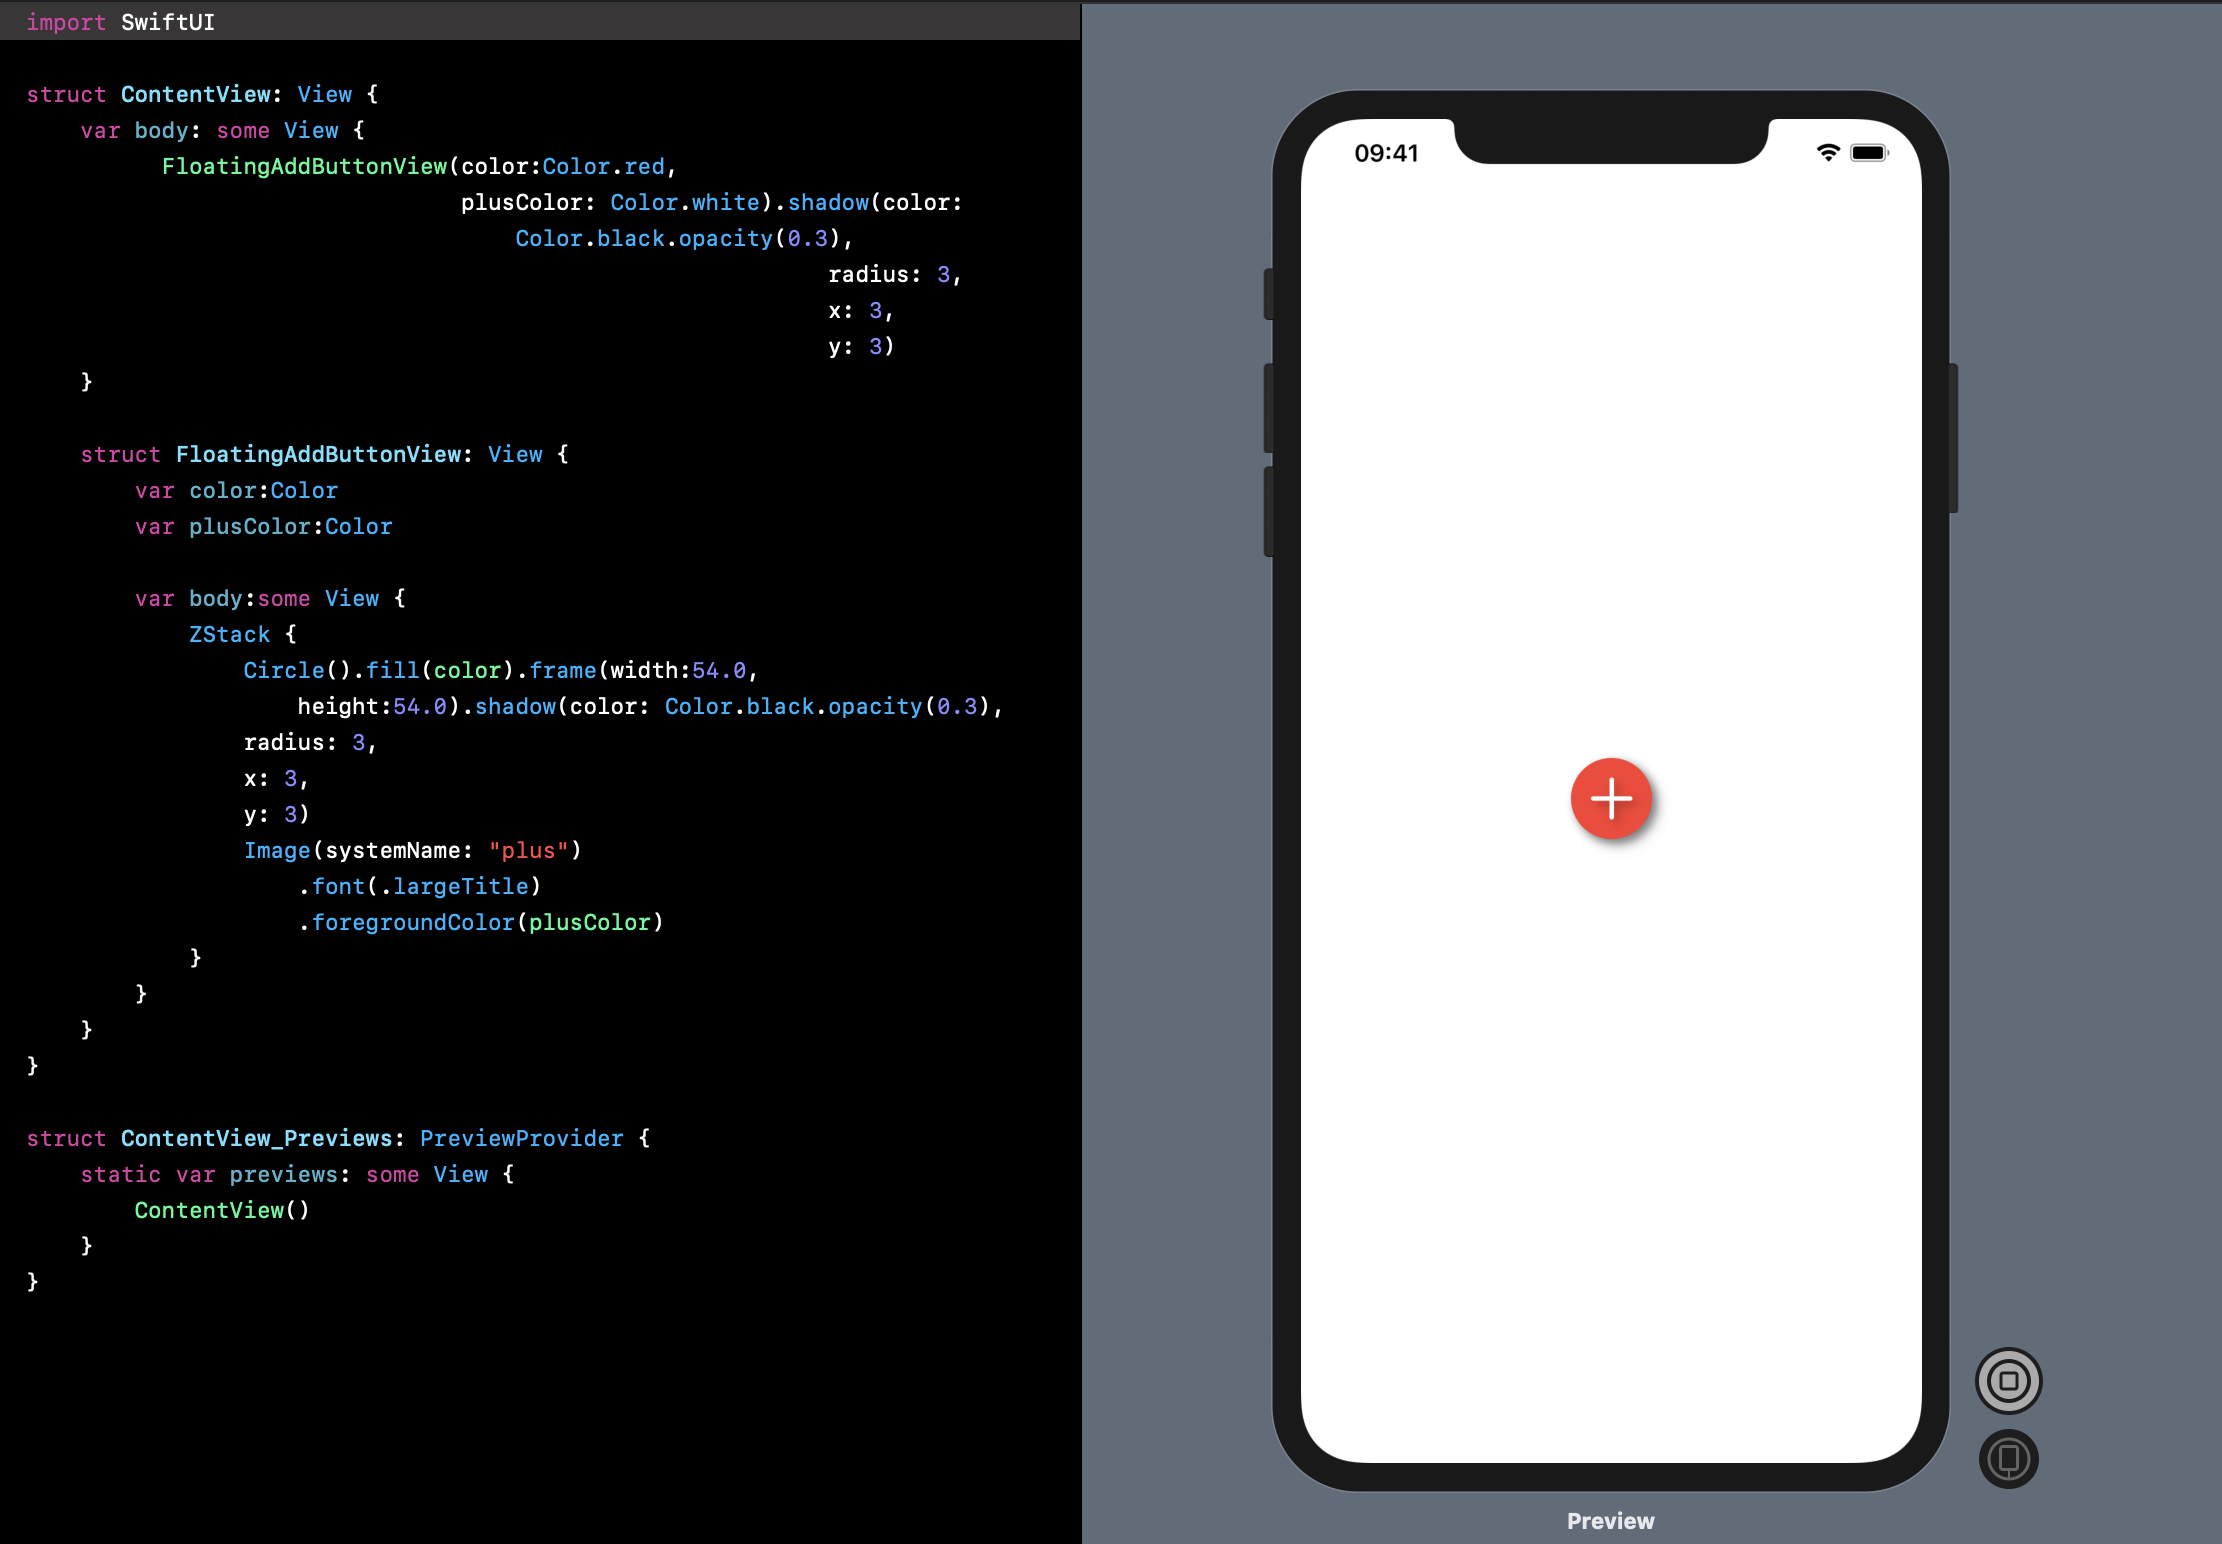 import SwiftUI
struct ContentView: View {
var body: some View {
FloatingAddButtonView(color:Color.red,
plusColor: Color.white).shadow(color:
Color.black.opacity(0.3),
radius: 3,
x: 3,
y: 3)
}
struct FloatingAddButtonView: View {
var color:Color
var plusColor:Color
var body:some View {
ZStack {
Circle().fill(color).frame(width:54.0,
height:54.0).shadow(color: Color.black.opacity(0.3),
radius: 3,
x: 3,
y: 3)
Image(systemName: "plus")
.font(.largeTitle)
.foregroundColor(plusColor)
}
}
}
}
struct ContentView_Previews: PreviewProvider {
static var previews: some View {
ContentView()
}
}
09:41
Preview